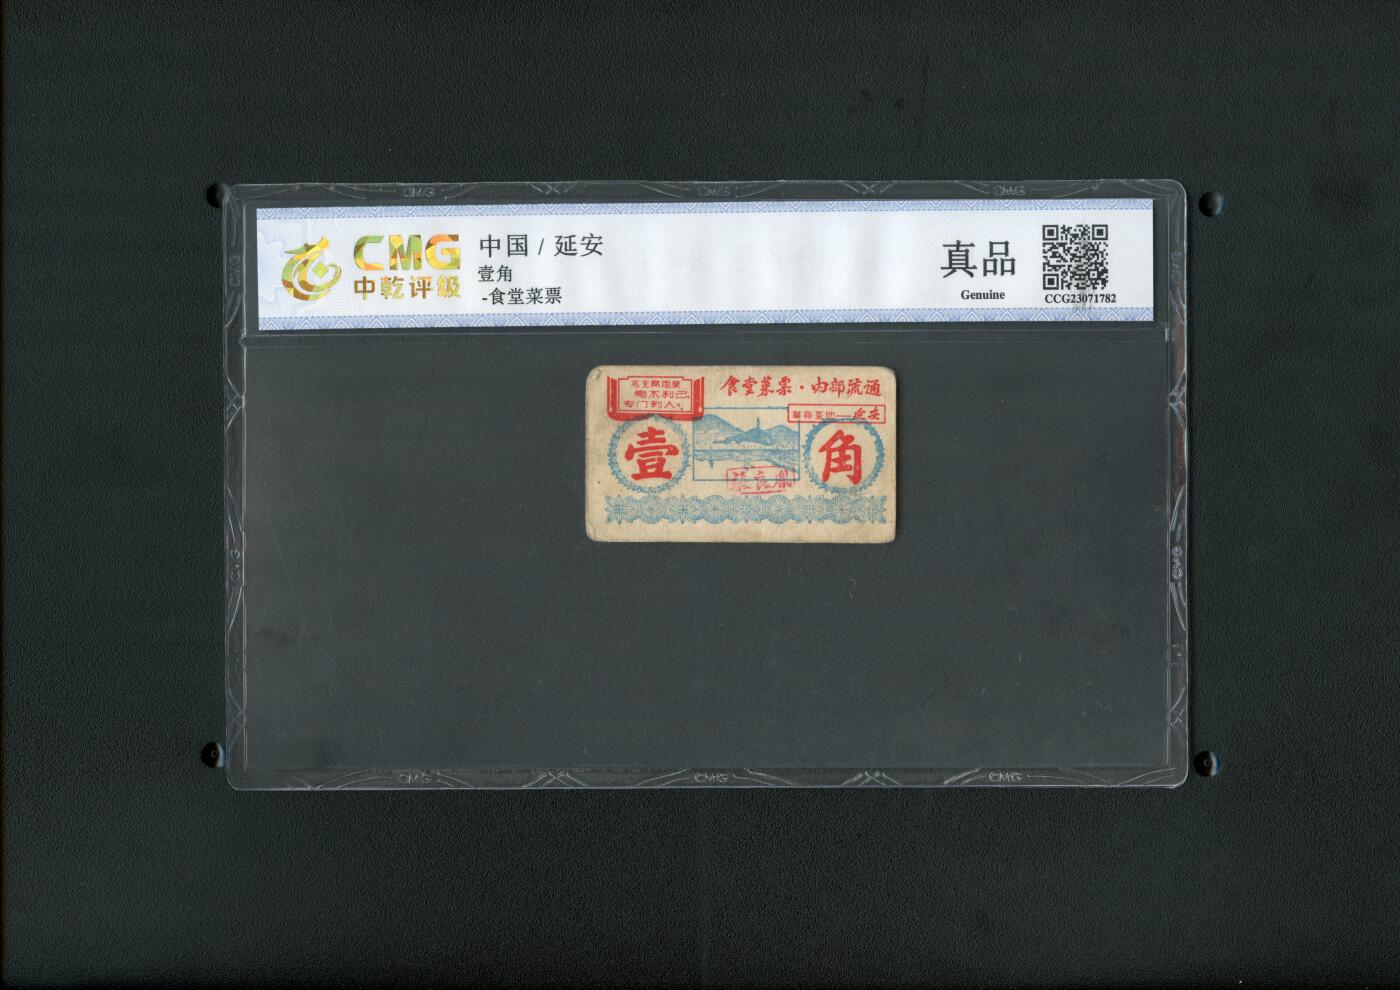 CMG
中乾评级
中国 / 延安
壹角
-食堂菜票
真品
Genuine
CCG23071782
毛主席语录
毫不利己,
专门利人。
食堂菜票·内部流通
革命圣地——延安
壹 角